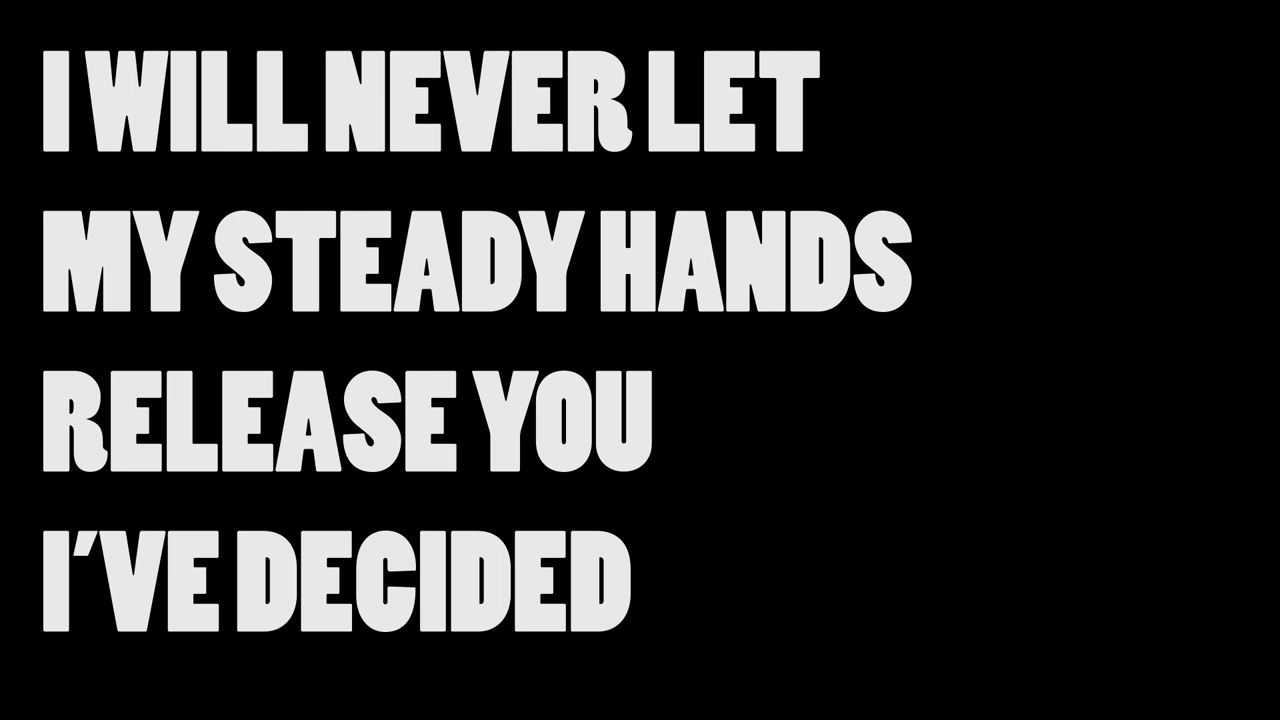 I WILL NEVER LET
MY STEADY HANDS
RELEASE YOU
I'VE DECIDED